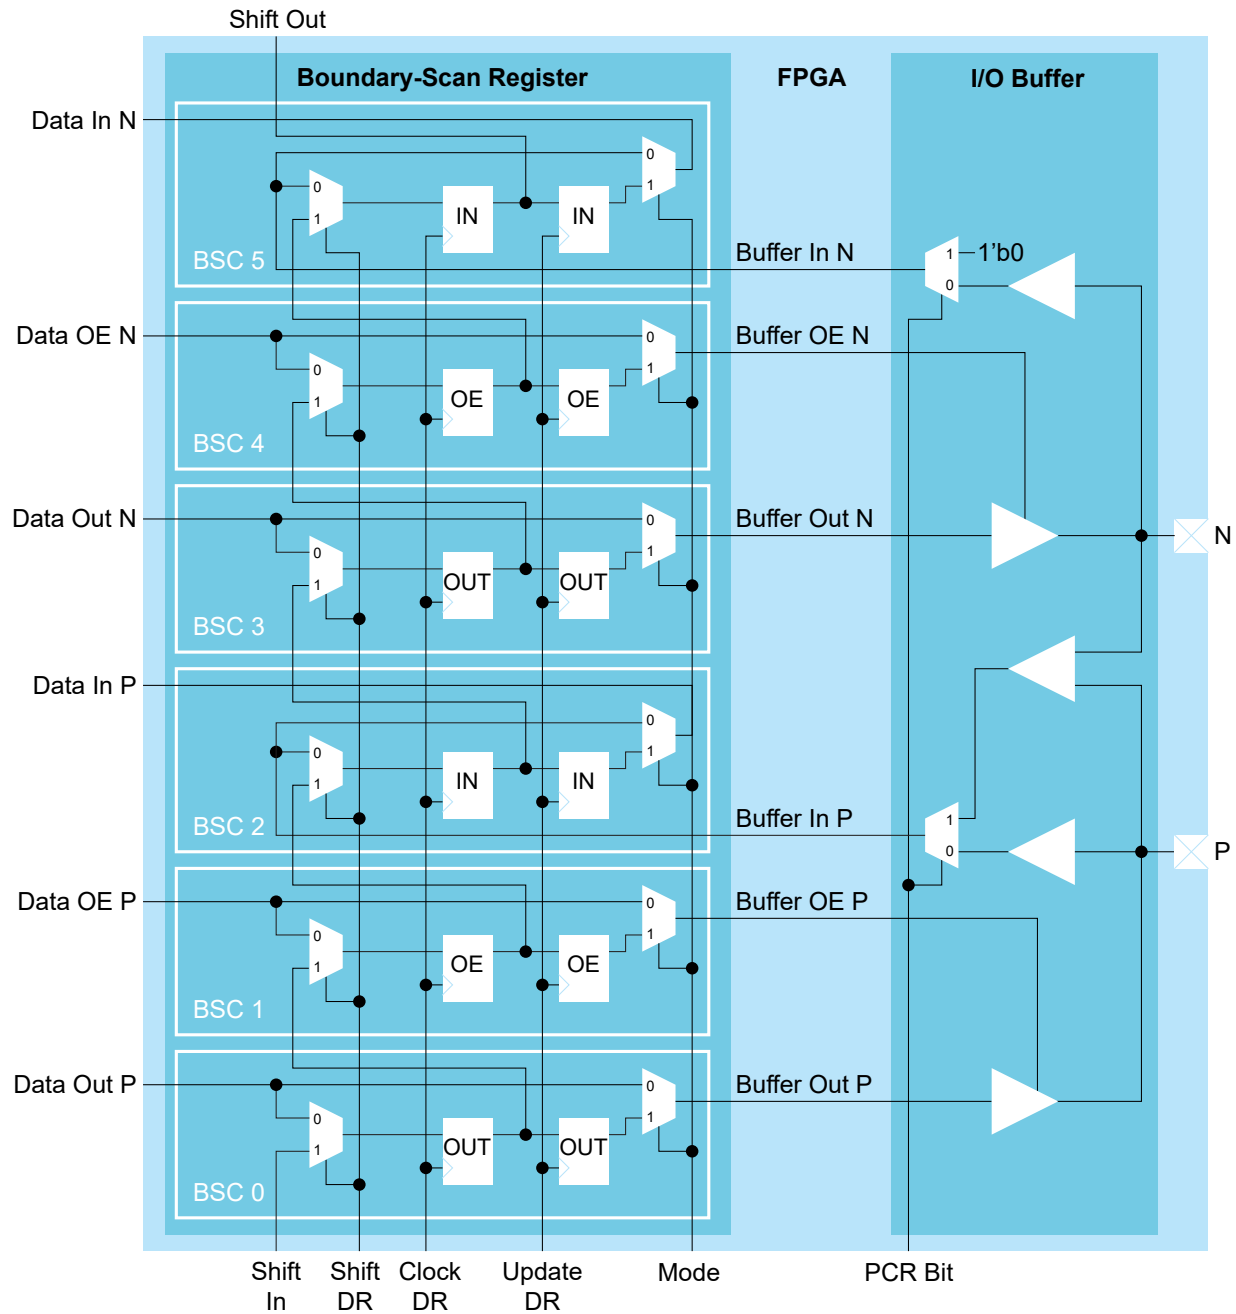 Shift Out
Boundary-Scan Register
FPGA
I/O Buffer
Data In N
0
1
0
1
IN
IN
BSC 5
Buffer In N
1
0
1'b0
Data OE N
0
1
0
1
OE
OE
BSC 4
Buffer OE N
Data Out N
0
1
0
1
OUT
OUT
BSC 3
Buffer Out N
N
Data In P
0
1
0
1
IN
IN
BSC 2
Buffer In P
1
0
P
Data OE P
0
1
0
1
OE
OE
BSC 1
Buffer OE P
Data Out P
0
1
0
1
OUT
OUT
BSC 0
Buffer Out P
Shift
In
Shift
DR
Clock
DR
Update
DR
Mode
PCR Bit